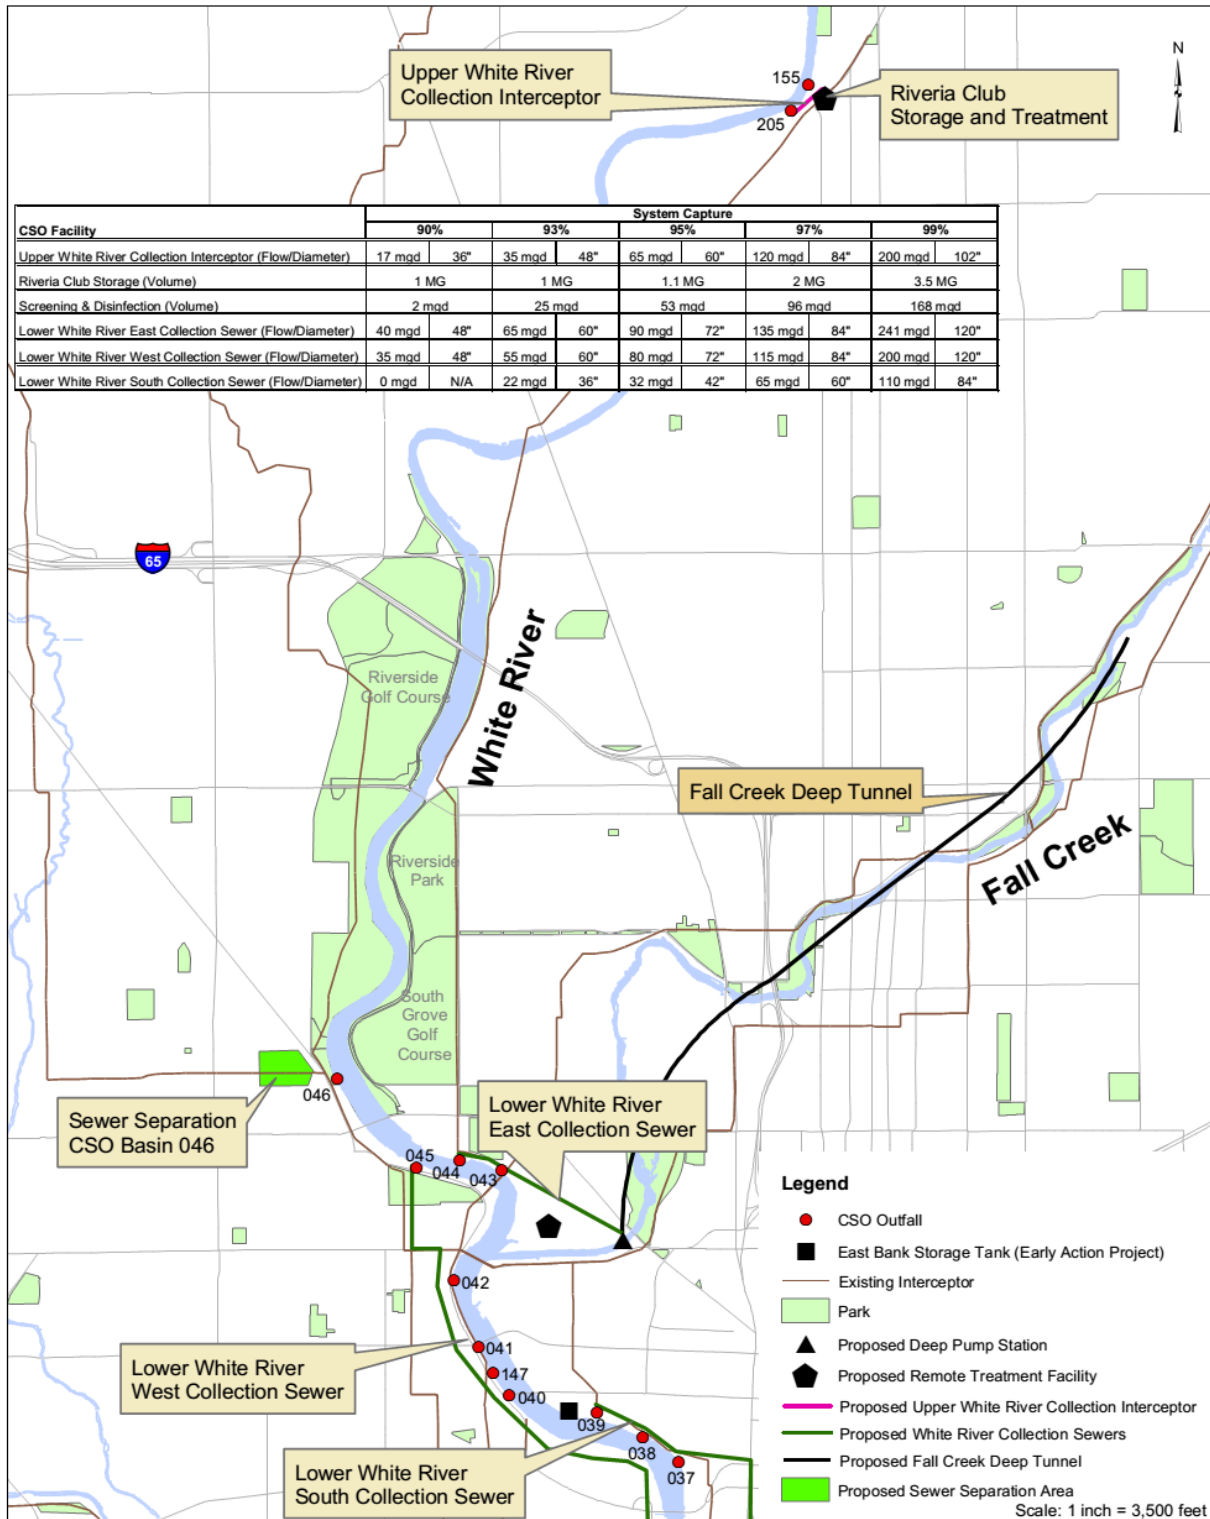 Upper White River
Collection Interceptor
155
205
Riveria Club
Storage and Treatment
N
CSO Facility
System Capture
90% 93% 95% 97% 99%
Upper White River Collection Interceptor (Flow/Diameter) 17 mgd 36" 35 mgd 48" 65 mgd 60" 120 mgd 84" 200 mgd 102"
Riveria Club Storage (Volume) 1 MG 1 MG 1.1 MG 2 MG 3.5 MG
Screening & Disinfection (Volume) 2 mgd 25 mgd 53 mgd 96 mgd 168 mgd
Lower White River East Collection Sewer (Flow/Diameter) 40 mgd 48" 65 mgd 60" 90 mgd 72" 135 mgd 84" 241 mgd 120"
Lower White River West Collection Sewer (Flow/Diameter) 35 mgd 48" 55 mgd 60" 80 mgd 72" 115 mgd 84" 200 mgd 120"
Lower White River South Collection Sewer (Flow/Diameter) 0 mgd N/A 22 mgd 36" 32 mgd 42" 65 mgd 60" 110 mgd 84"
65
White River
Riverside
Golf Course
Fall Creek Deep Tunnel
Fall Creek
Riverside
Park
South
Grove
Golf
Course
046
Sewer Separation
CSO Basin 046
Lower White River
East Collection Sewer
045
044
043
042
041
147
040
039
038
037
Lower White River
West Collection Sewer
Lower White River
South Collection Sewer
Legend
CSO Outfall
East Bank Storage Tank (Early Action Project)
Existing Interceptor
Park
Proposed Deep Pump Station
Proposed Remote Treatment Facility
Proposed Upper White River Collection Interceptor
Proposed White River Collection Sewers
Proposed Fall Creek Deep Tunnel
Proposed Sewer Separation Area
Scale: 1 inch = 3,500 feet